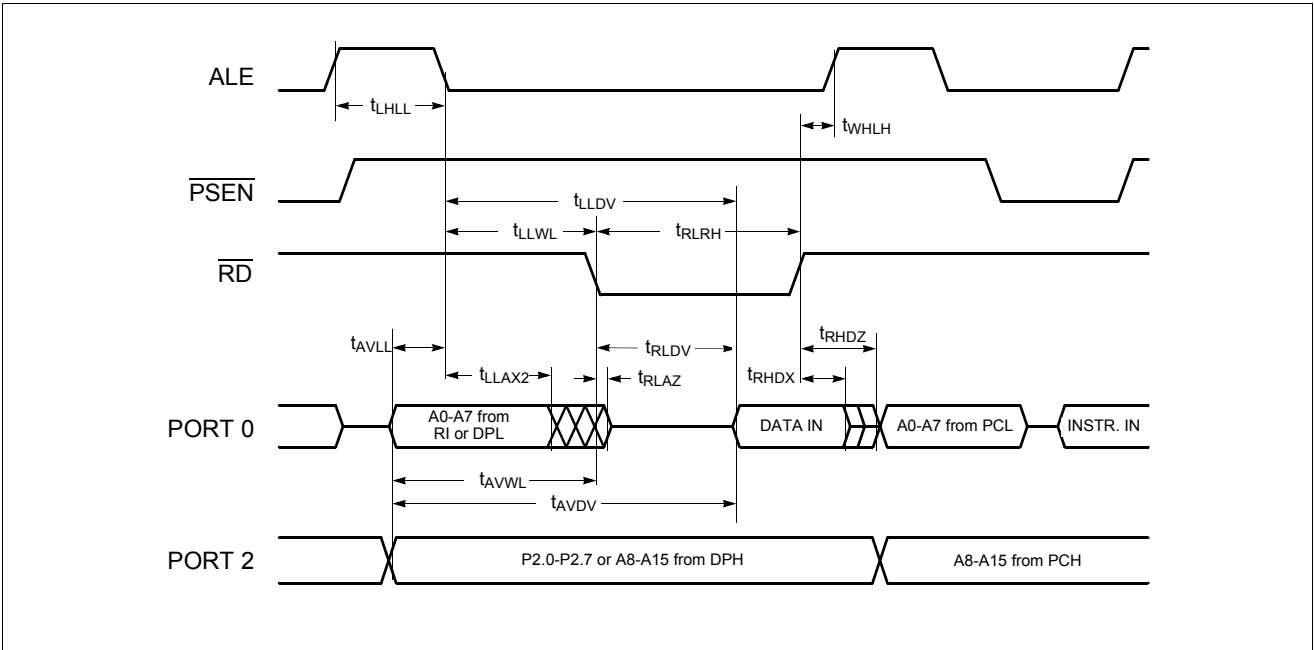 ALE
tLHLL
tWHLH
PSEN
tLLDV
tLLWL
tRLRH
RD
tAVLL
tRLDV
tRHDZ
tLLAX2
tRLAZ
tRHDX
PORT 0
A0-A7 from
RI or DPL
DATA IN
A0-A7 from PCL
INSTR. IN
tAVWL
tAVDV
PORT 2
P2.0-P2.7 or A8-A15 from DPH
A8-A15 from PCH